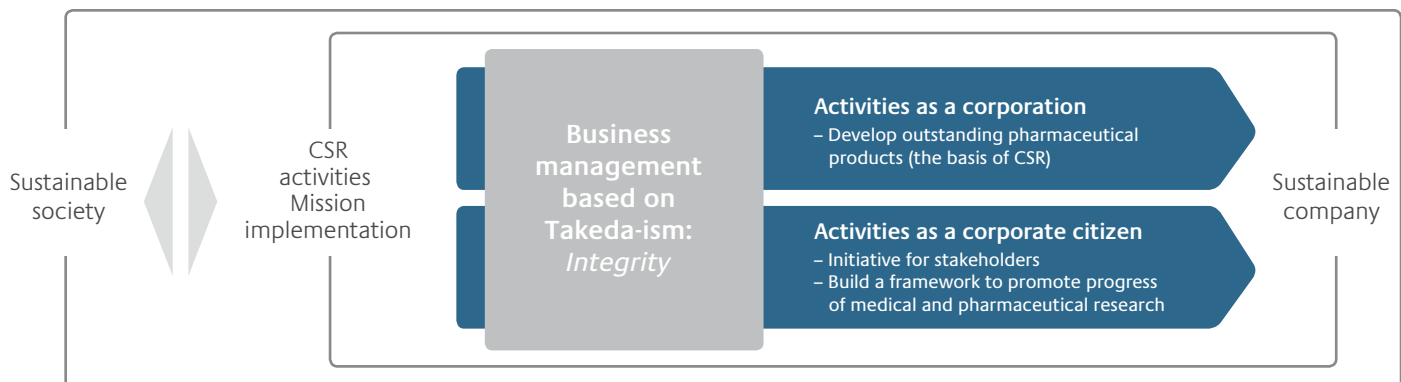 Sustainable
society
CSR
activities
Mission
implementation
Business
management
based on
Takeda-ism:
Integrity
Activities as a corporation
– Develop outstanding pharmaceutical
products (the basis of CSR)
Activities as a corporate citizen
– Initiative for stakeholders
– Build a framework to promote progress
of medical and pharmaceutical research
Sustainable
company